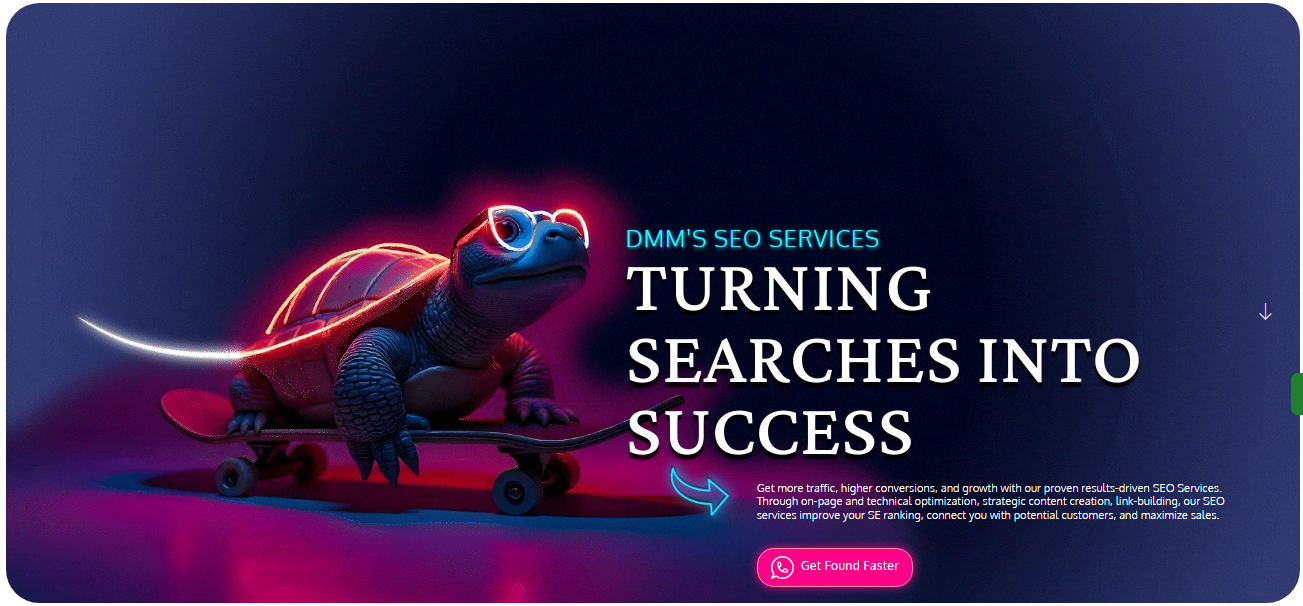 DMM'S SEO SERVICES
TURNING
SEARCHES INTO
SUCCESS
Get more traffic, higher conversions, and growth with our proven results-driven SEO Services.
Through on-page and technical optimization, strategic content creation, link-building, our SEO
services improve your SE ranking, connect you with potential customers, and maximize sales.
Get Found Faster